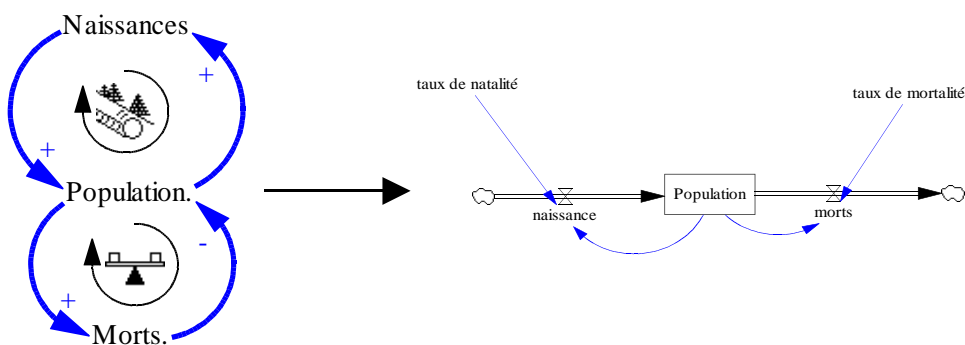 Naissances
+
+
Population.
-
+
Morts.
taux de natalité
taux de mortalité
Population
naissance
morts